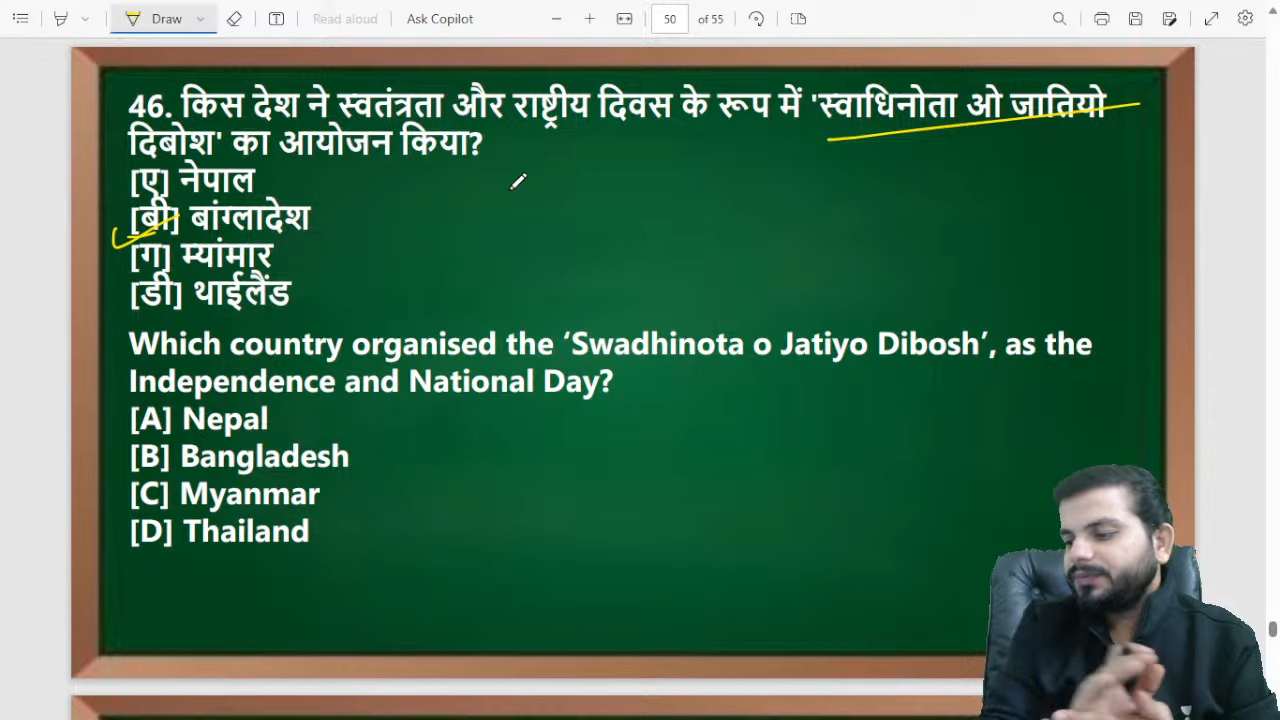 Draw
Read aloud
Ask Copilot
50
of 55
46. किस देश ने स्वतंत्रता और राष्ट्रीय दिवस के रूप में 'स्वाधिनोता ओ जातियो
दिबोश' का आयोजन किया?
[ए] नेपाल
[बी] बांग्लादेश
[ग] म्यांमार
[डी] थाईलैंड
Which country organised the ‘Swadhinota o Jatiyo Dibosh’, as the
Independence and National Day?
[A] Nepal
[B] Bangladesh
[C] Myanmar
[D] Thailand